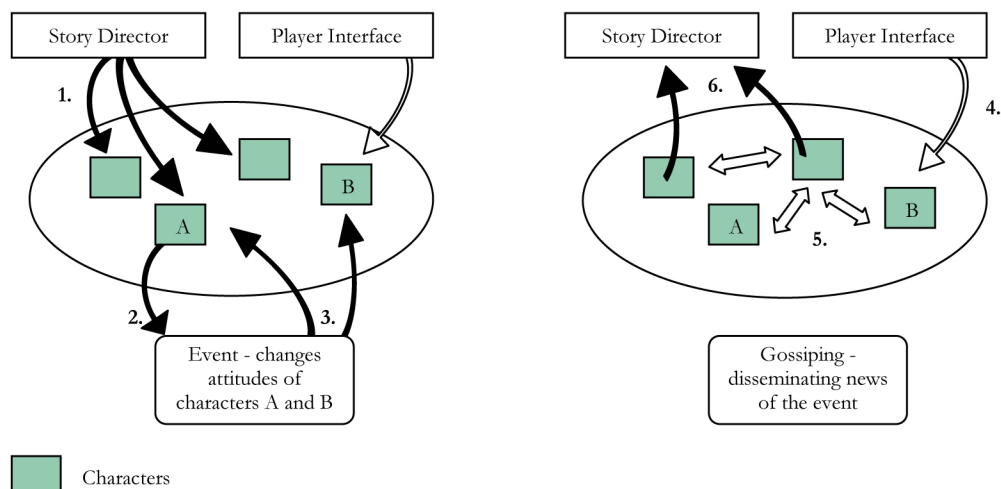 Story Director
Player Interface
1.
B
A
2.
3.
Event - changes
attitudes of
characters A and B
Characters
Story Director
Player Interface
6.
4.
B
A
5.
Gossiping -
disseminating news
of the event